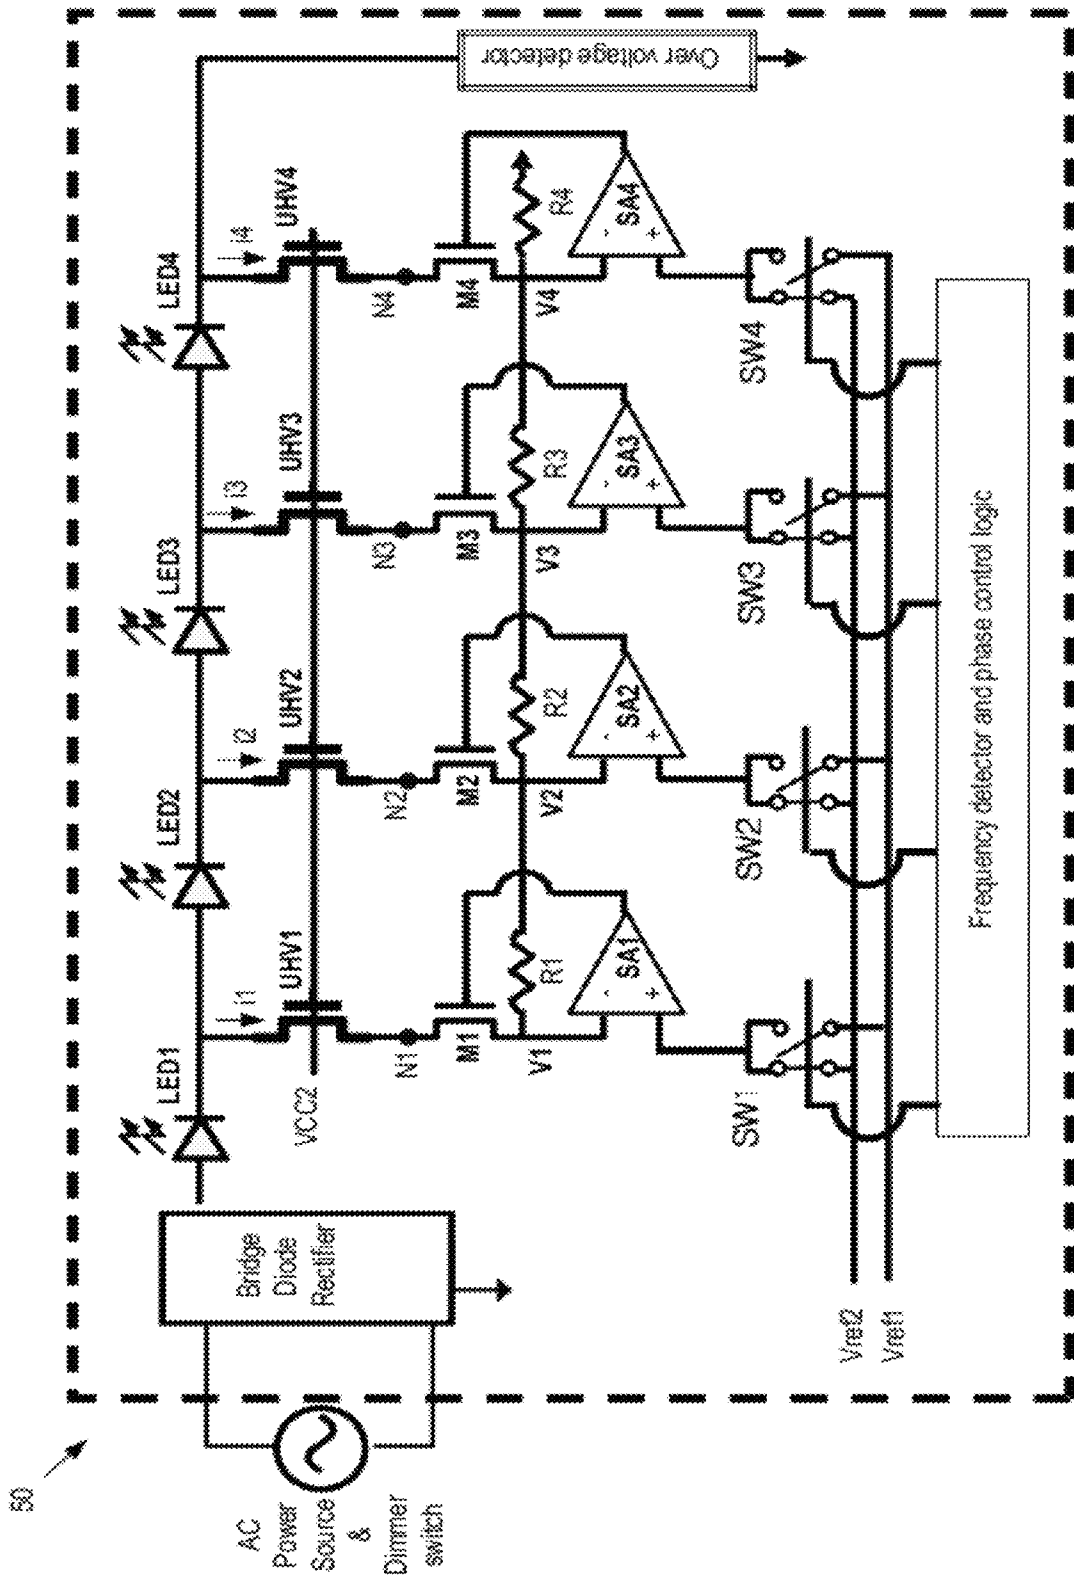 50
AC
Power
Source
&
Dimmer
switch
Bridge
Diode
Rectifier
LED1
LED2
LED3
LED4
Over voltage detector
i1
i2
i3
i4
UHV1
UHV2
UHV3
UHV4
VCC2
N1
N2
N3
N4
M1
M2
M3
M4
R1
R2
R3
R4
V1
V2
V3
V4
- SA1 +
- SA2 +
- SA3 +
- SA4 +
SW1
SW2
SW3
SW4
Vref2
Vref1
Frequency detector and phase control logic